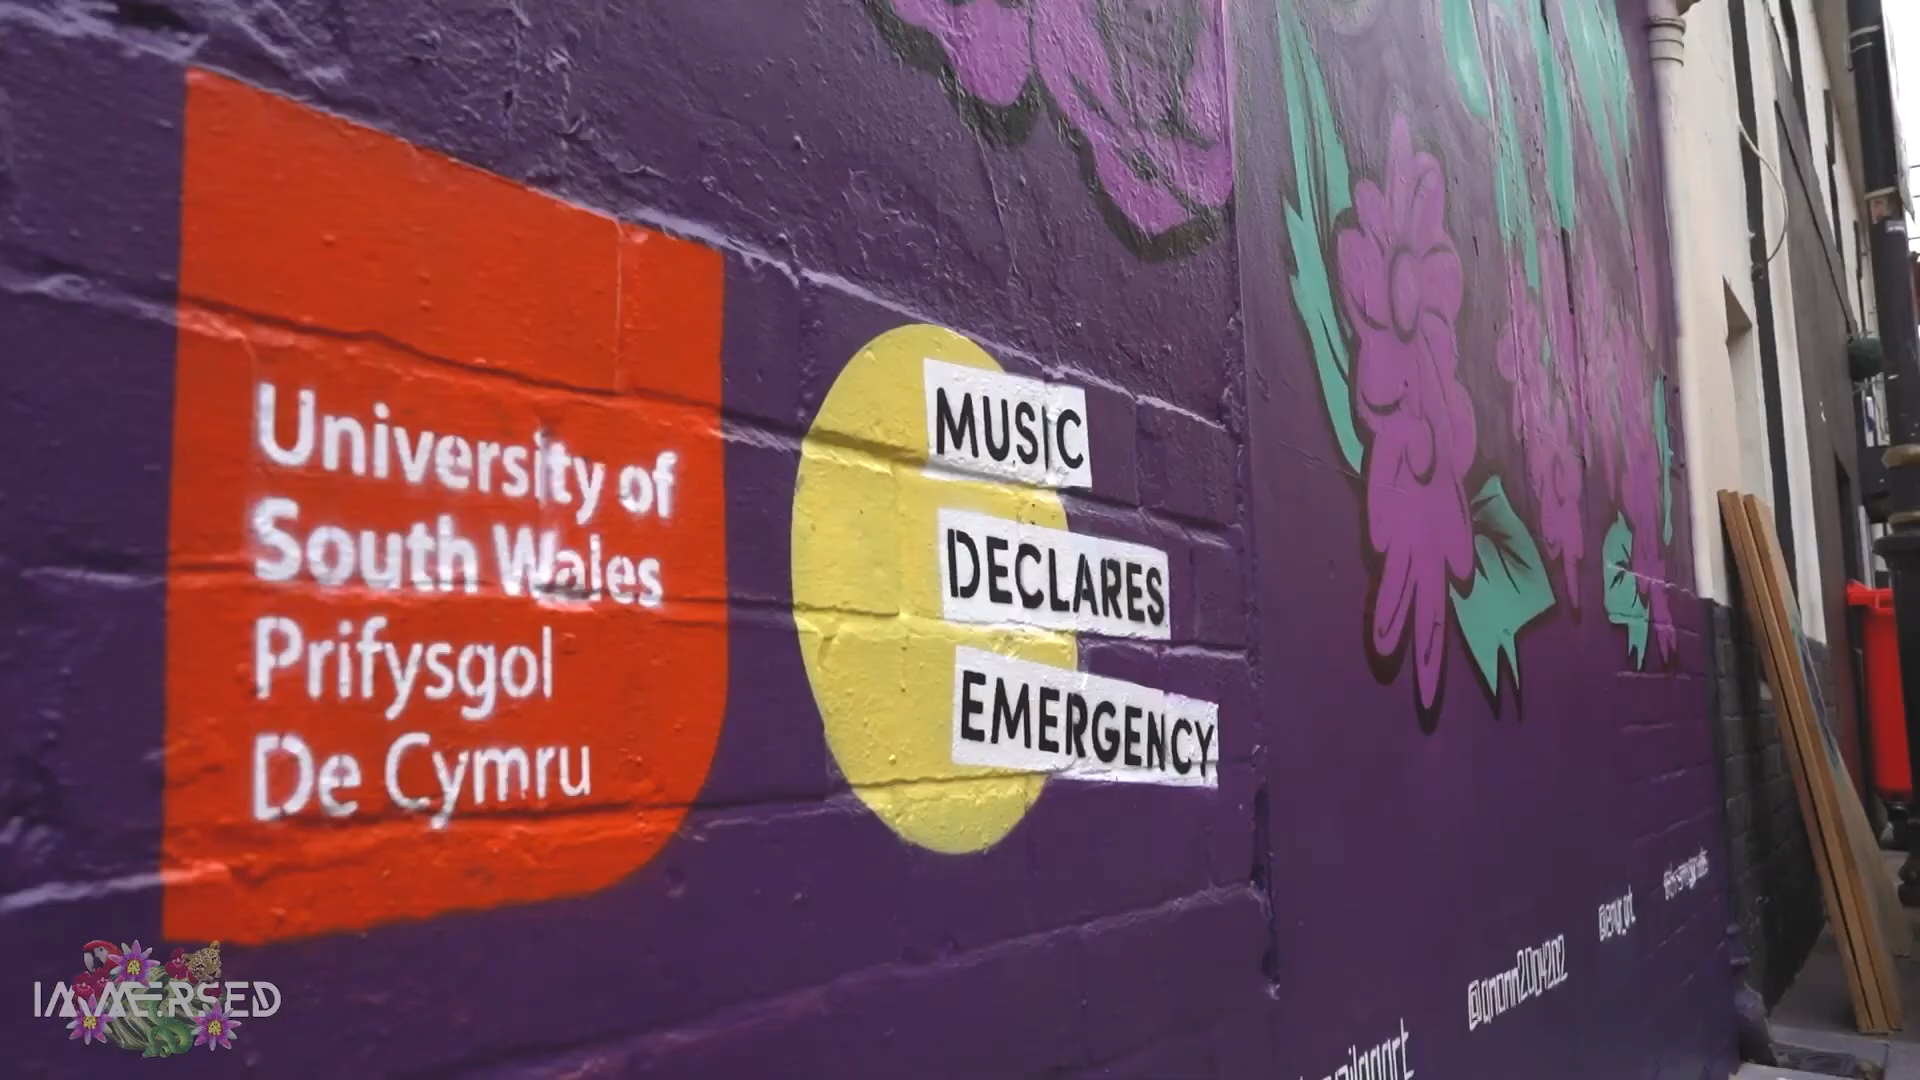 University of
South Wales
Prifysgol
De Cymru
MUSIC
DECLARES
EMERGENCY
IMMERSED